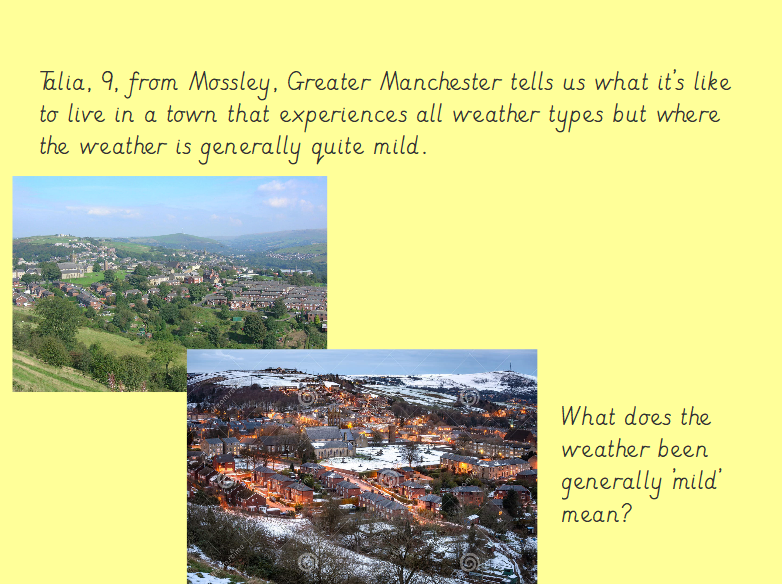 Talia, 9, from Mossley, Greater Manchester tells us what it's like
to live in a town that experiences all weather types but where
the weather is generally quite mild.
What does the
weather been
generally 'mild'
mean?